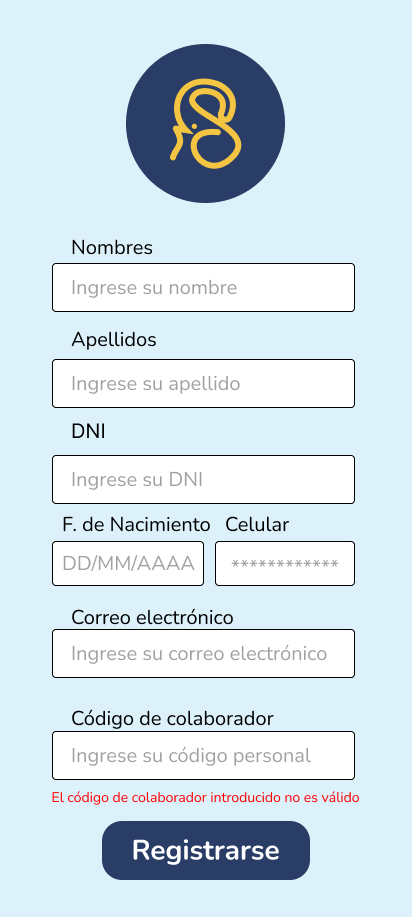 Nombres
Ingrese su nombre
Apellidos
Ingrese su apellido
DNI
Ingrese su DNI
F. de Nacimiento Celular
DD/MM/AAAA ************
Correo electrónico
Ingrese su correo electrónico
Código de colaborador
Ingrese su código personal
El código de colaborador introducido no es válido
Registrarse